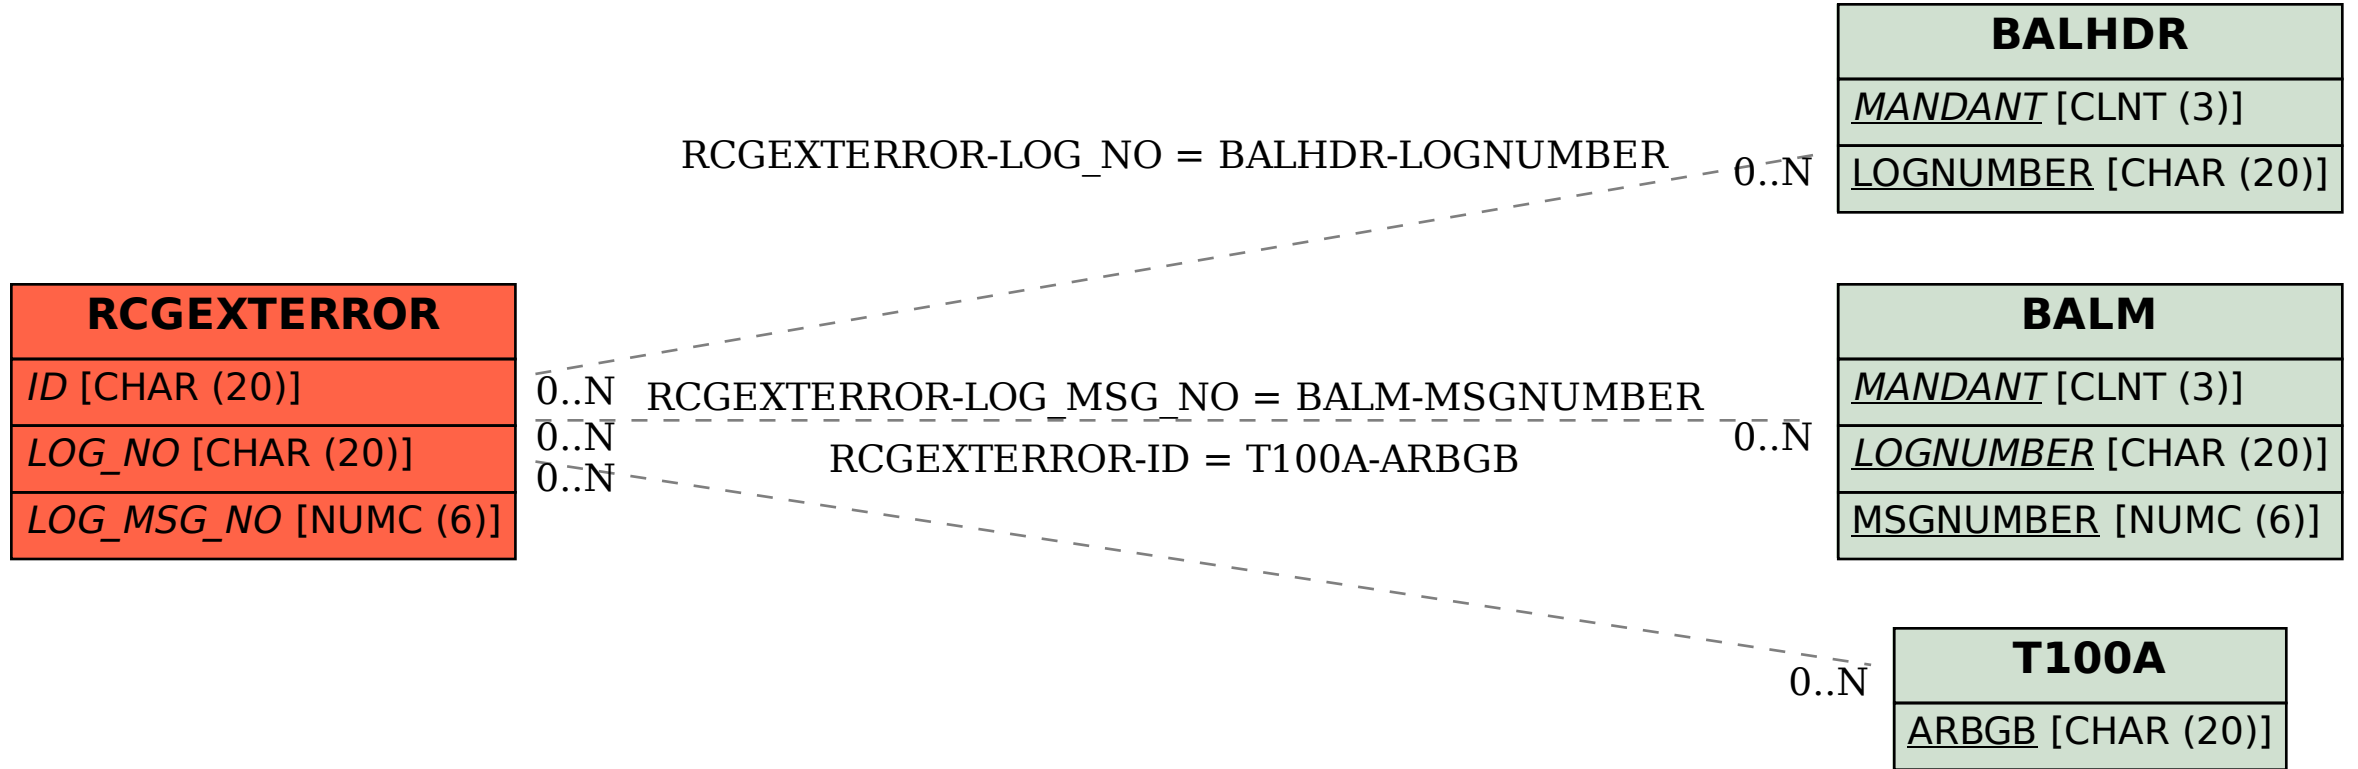 BALHDR
MANDANT [CLNT (3)]
LOGNUMBER [CHAR (20)]
RCGEXTERROR-LOG_NO = BALHDR-LOGNUMBER
0..N
RCGEXTERROR
ID [CHAR (20)]
LOG_NO [CHAR (20)]
LOG_MSG_NO [NUMC (6)]
0..N
0..N
0..N
RCGEXTERROR-LOG_MSG_NO = BALM-MSGNUMBER
0..N
RCGEXTERROR-ID = T100A-ARBGB
BALM
MANDANT [CLNT (3)]
LOGNUMBER [CHAR (20)]
MSGNUMBER [NUMC (6)]
0..N
T100A
ARBGB [CHAR (20)]